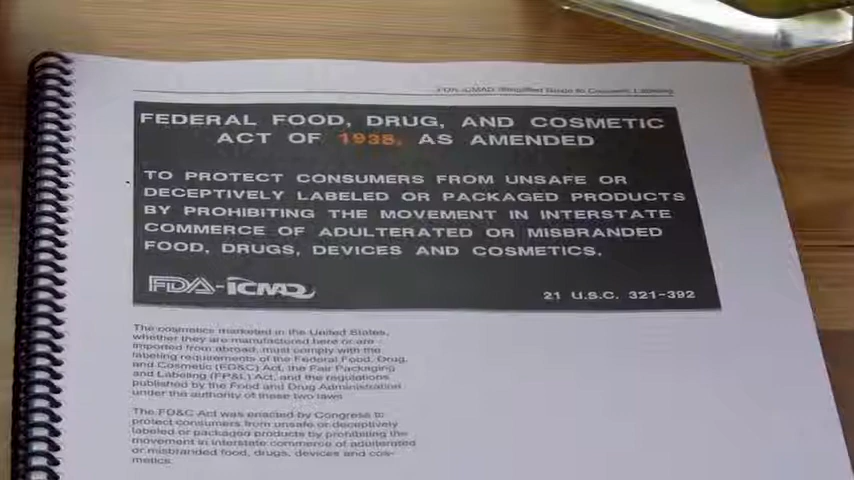 FDA-ICMAD Simplified Guide to Cosmetic Labeling
FEDERAL FOOD, DRUG, AND COSMETIC
ACT OF 1938, AS AMENDED
TO PROTECT CONSUMERS FROM UNSAFE OR
DECEPTIVELY LABELED OR PACKAGED PRODUCTS
BY PROHIBITING THE MOVEMENT IN INTERSTATE
COMMERCE OF ADULTERATED OR MISBRANDED
FOOD, DRUGS, DEVICES AND COSMETICS.
FDA-ICMAD
21 U.S.C. 321-392
The cosmetics marketed in the United States,
whether they are manufactured here or are
imported from abroad, must comply with the
labeling requirements of the Federal Food, Drug,
and Cosmetic (FD&C) Act, the Fair Packaging
and Labeling (FP&L) Act, and the regulations
published by the Food and Drug Administration
under the authority of these two laws.
The FD&C Act was enacted by Congress to
protect consumers from unsafe or deceptively
labeled or packaged products by prohibiting the
movement in interstate commerce of adulterated
or misbranded food, drugs, devices and cos-
metics.